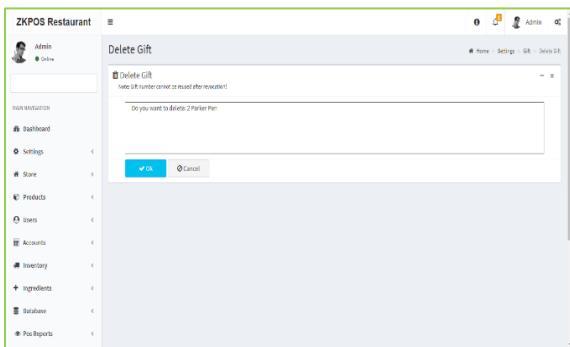 ZKPOS Restaurant
Admin
Admin
Online
Delete Gift
Home > Settings > Gift > Delete Gift
Delete Gift
Note: Gift number cannot be reused after revocation!
Do you want to delete: 2 Parker Pen
Ok
Cancel
MAIN NAVIGATION
Dashboard
Settings
Store
Products
Users
Accounts
Inventory
Ingredients
Database
Pos Reports